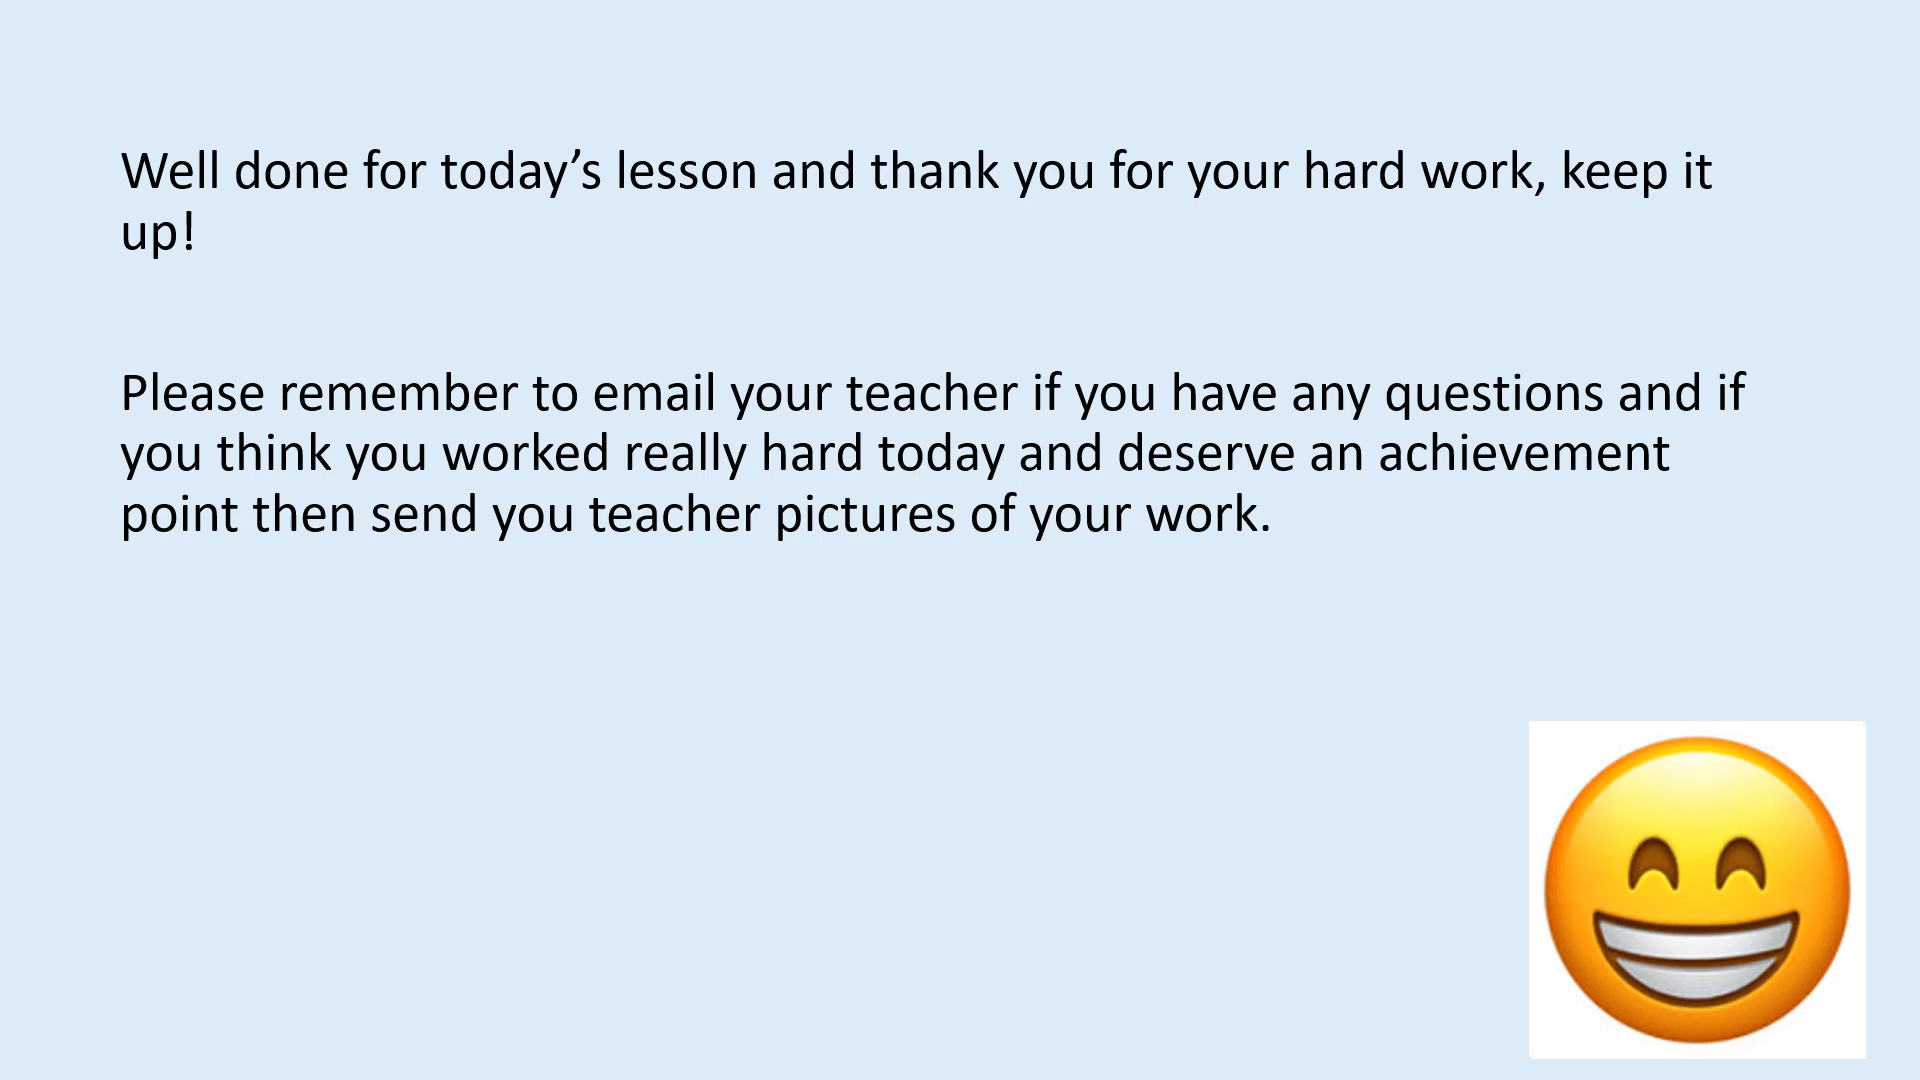 Well done for today’s lesson and thank you for your hard work, keep it
up!
Please remember to email your teacher if you have any questions and if
you think you worked really hard today and deserve an achievement
point then send you teacher pictures of your work.